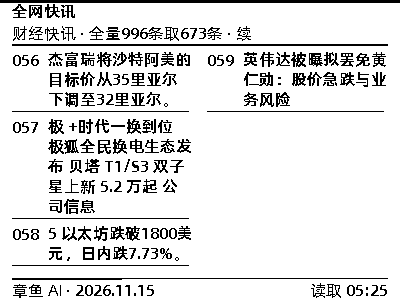 全网快讯
财经快讯 · 全量996条取673条 · 续
056 杰富瑞将沙特阿美的
目标价从35里亚尔
下调至32里亚尔。
057 极 +时代一换到位
极狐全民换电生态发
布 贝塔 T1/S3 双子
星上新 5.2 万起 公
司信息
058 5 以太坊跌破1800美
元，日内跌7.73%。
059 英伟达被曝拟罢免黄
仁勋：股价急跌与业
务风险
章鱼 AI · 2026.11.15
读取 05:25